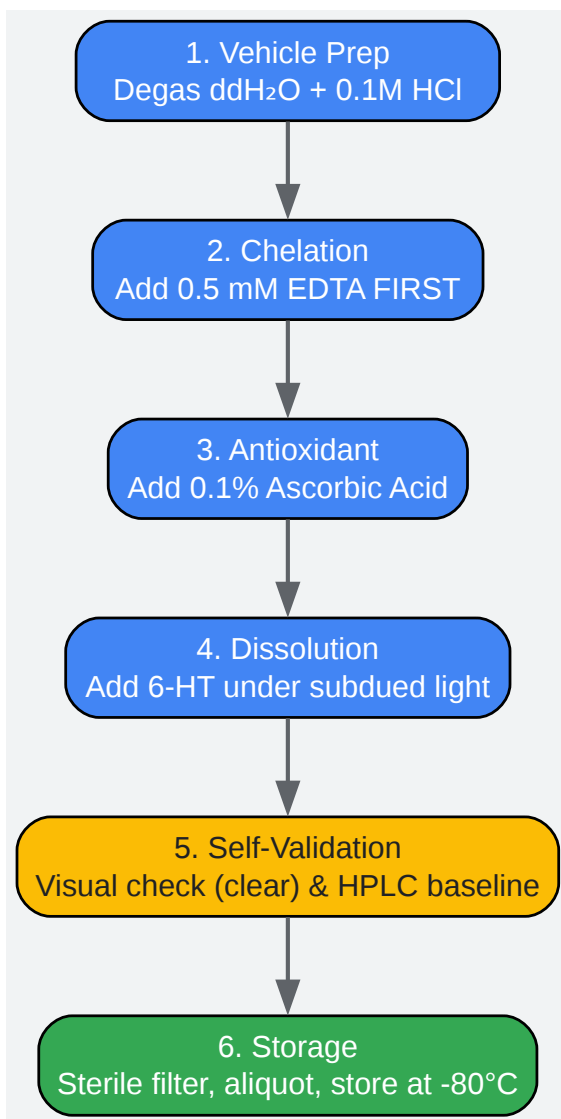 1. Vehicle Prep
Degas ddH₂O + 0.1M HCl
2. Chelation
Add 0.5 mM EDTA FIRST
3. Antioxidant
Add 0.1% Ascorbic Acid
4. Dissolution
Add 6-HT under subdued light
5. Self-Validation
Visual check (clear) & HPLC baseline
6. Storage
Sterile filter, aliquot, store at -80°C